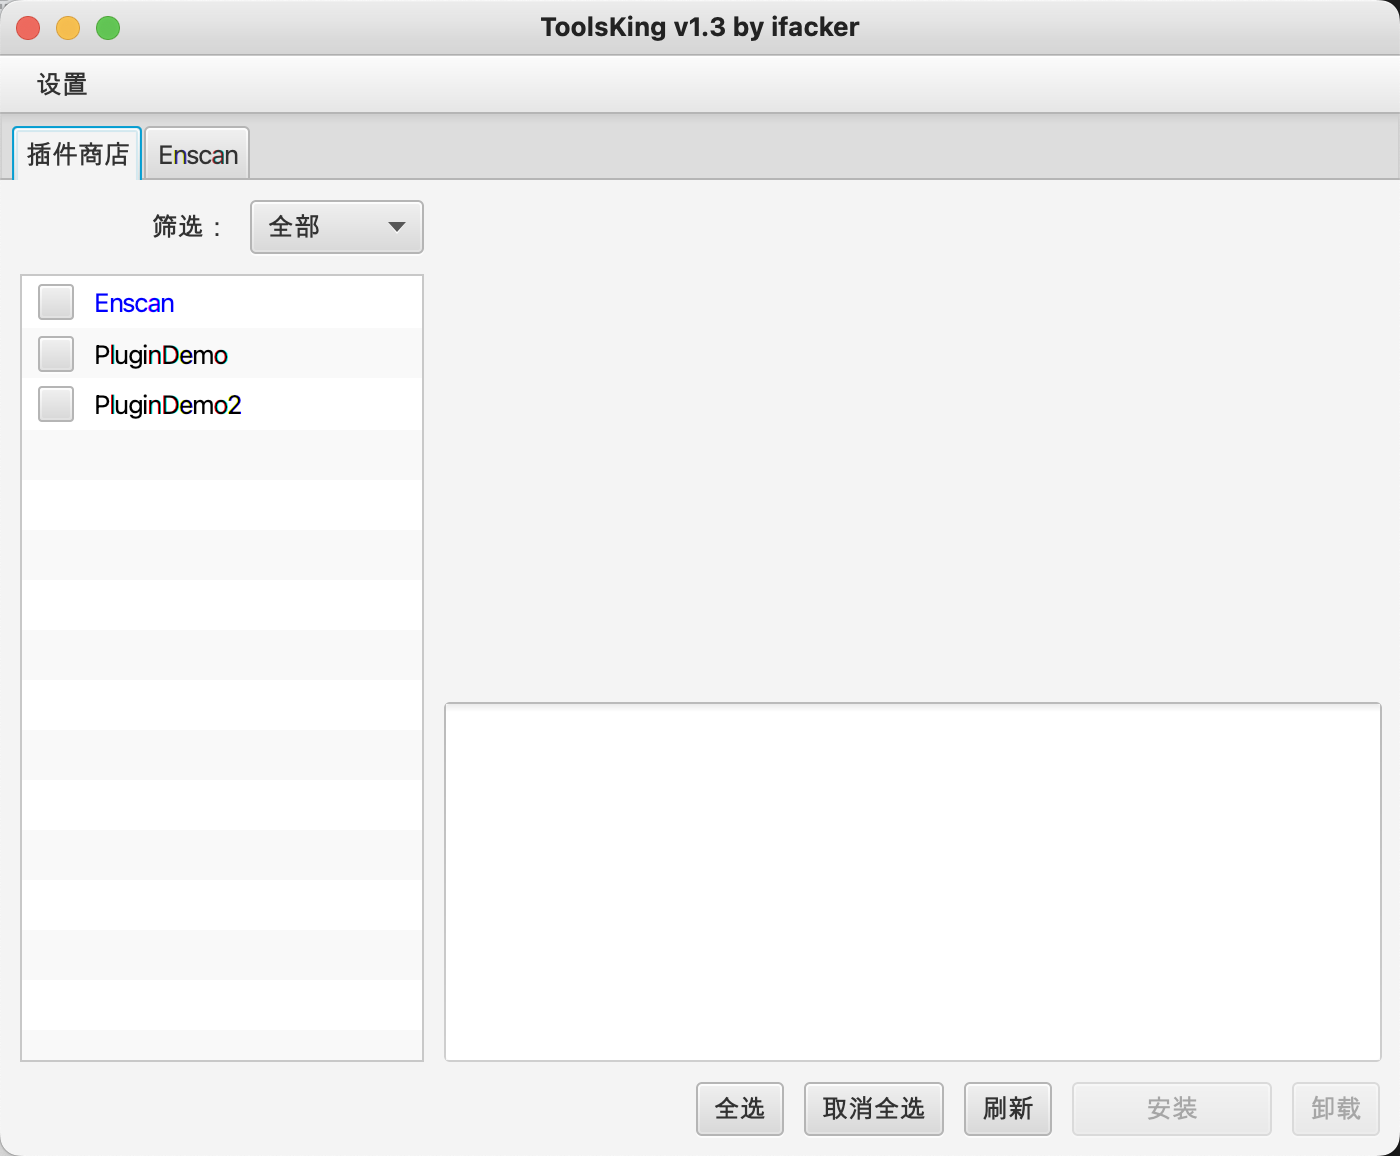 ToolsKing v1.3 by ifacker
设置
插件商店 Enscan
筛选： 全部
Enscan
PluginDemo
PluginDemo2
全选 取消全选 刷新 安装 卸载